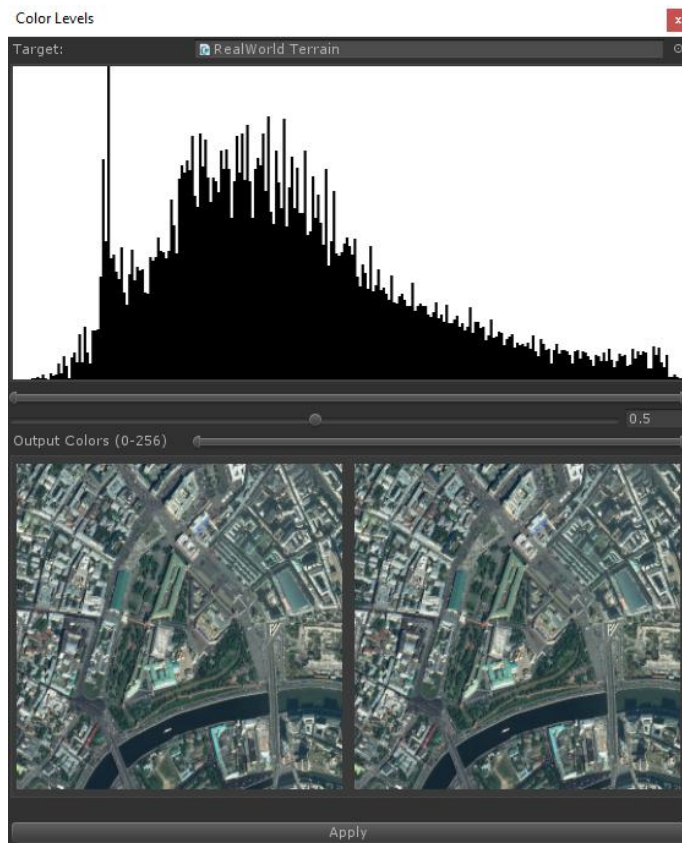 Color Levels
x
Target: RealWorld Terrain
0.5
Output Colors (0-256)
Apply